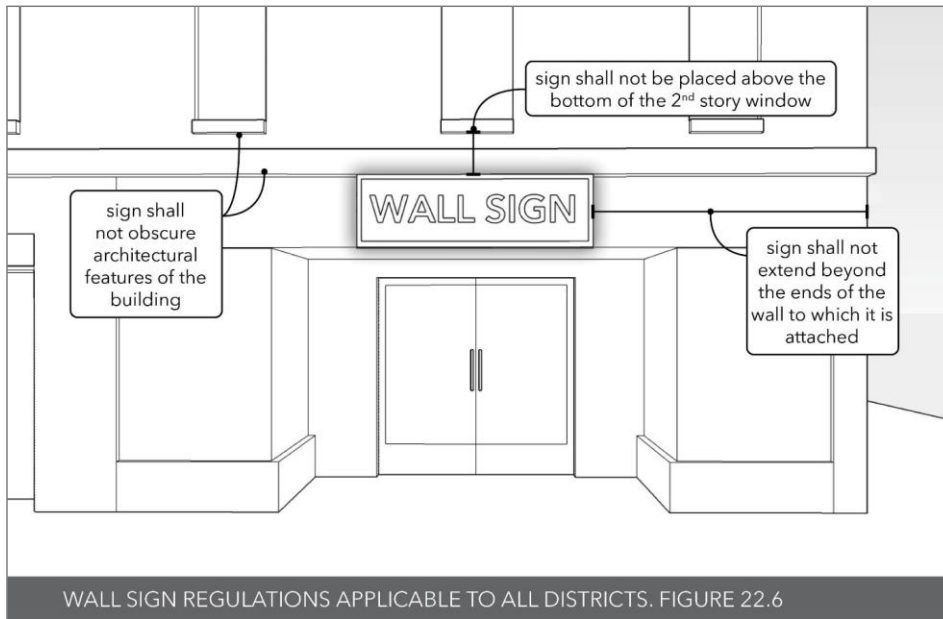 sign shall not be placed above the
bottom of the 2nd story window
WALL SIGN
sign shall
not obscure
architectural
features of the
building
sign shall not
extend beyond
the ends of the
wall to which it is
attached
WALL SIGN REGULATIONS APPLICABLE TO ALL DISTRICTS. FIGURE 22.6